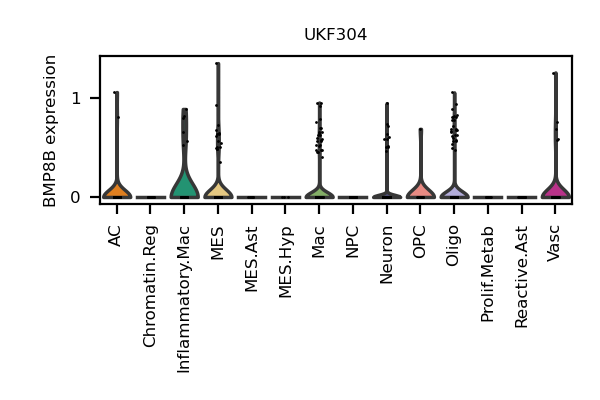 UKF304
BMP8B expression
1
0
AC
Chromatin.Reg
Inflammatory.Mac
MES
MES.Ast
MES.Hyp
Mac
NPC
Neuron
OPC
Oligo
Prolif.Metab
Reactive.Ast
Vasc